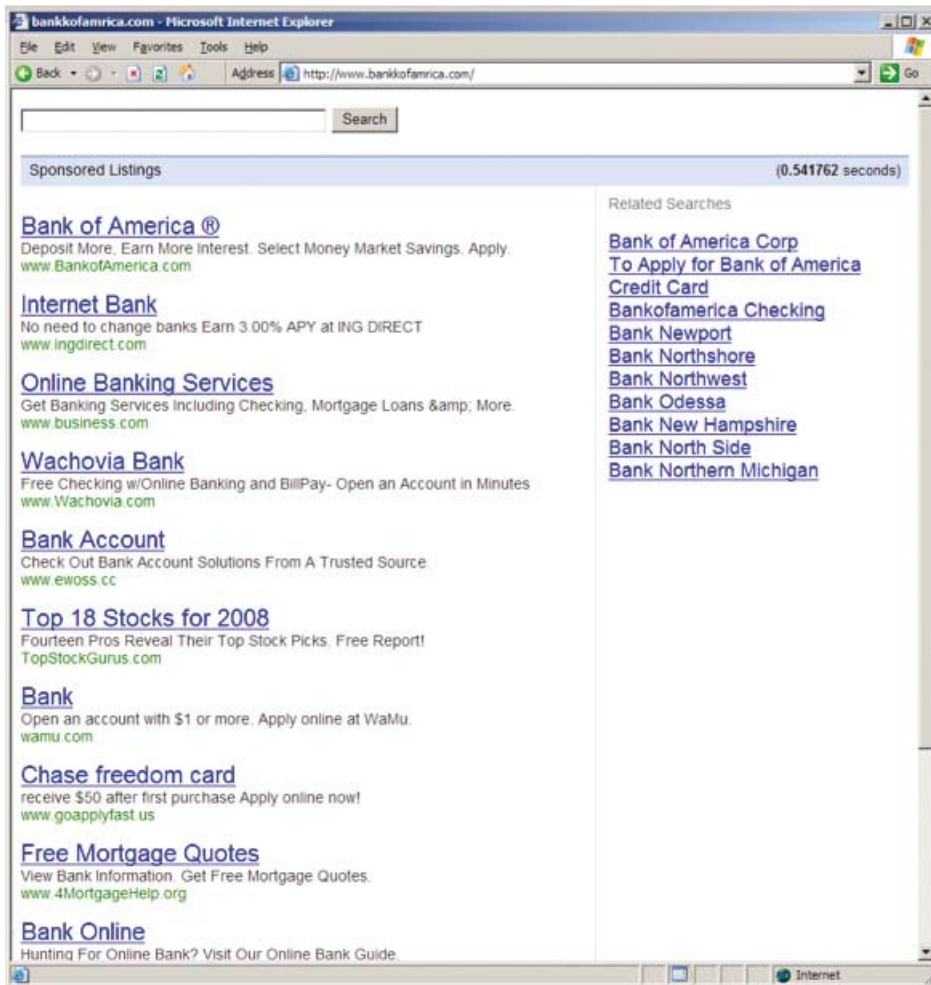 bankkofamrica.com - Microsoft Internet Explorer
File Edit View Favorites Tools Help
Back Address http://www.bankkofamrica.com/ Go
Search
Sponsored Listings (0.541762 seconds)
Bank of America ®
Deposit More, Earn More Interest. Select Money Market Savings. Apply.
www.BankofAmerica.com
Internet Bank
No need to change banks Earn 3.00% APY at ING DIRECT
www.ingdirect.com
Online Banking Services
Get Banking Services Including Checking, Mortgage Loans &amp; More.
www.business.com
Wachovia Bank
Free Checking w/Online Banking and BillPay- Open an Account in Minutes
www.Wachovia.com
Bank Account
Check Out Bank Account Solutions From A Trusted Source
www.ewoss.cc
Top 18 Stocks for 2008
Fourteen Pros Reveal Their Top Stock Picks. Free Report!
TopStockGurus.com
Bank
Open an account with $1 or more. Apply online at WaMu.
wamu.com
Chase freedom card
receive $50 after first purchase Apply online now!
www.goapplyfast.us
Free Mortgage Quotes
View Bank Information. Get Free Mortgage Quotes.
www.4MortgageHelp.org
Bank Online
Hunting For Online Bank? Visit Our Online Bank Guide.
Related Searches
Bank of America Corp
To Apply for Bank of America
Credit Card
Bankofamerica Checking
Bank Newport
Bank Northshore
Bank Northwest
Bank Odessa
Bank New Hampshire
Bank North Side
Bank Northern Michigan
Internet